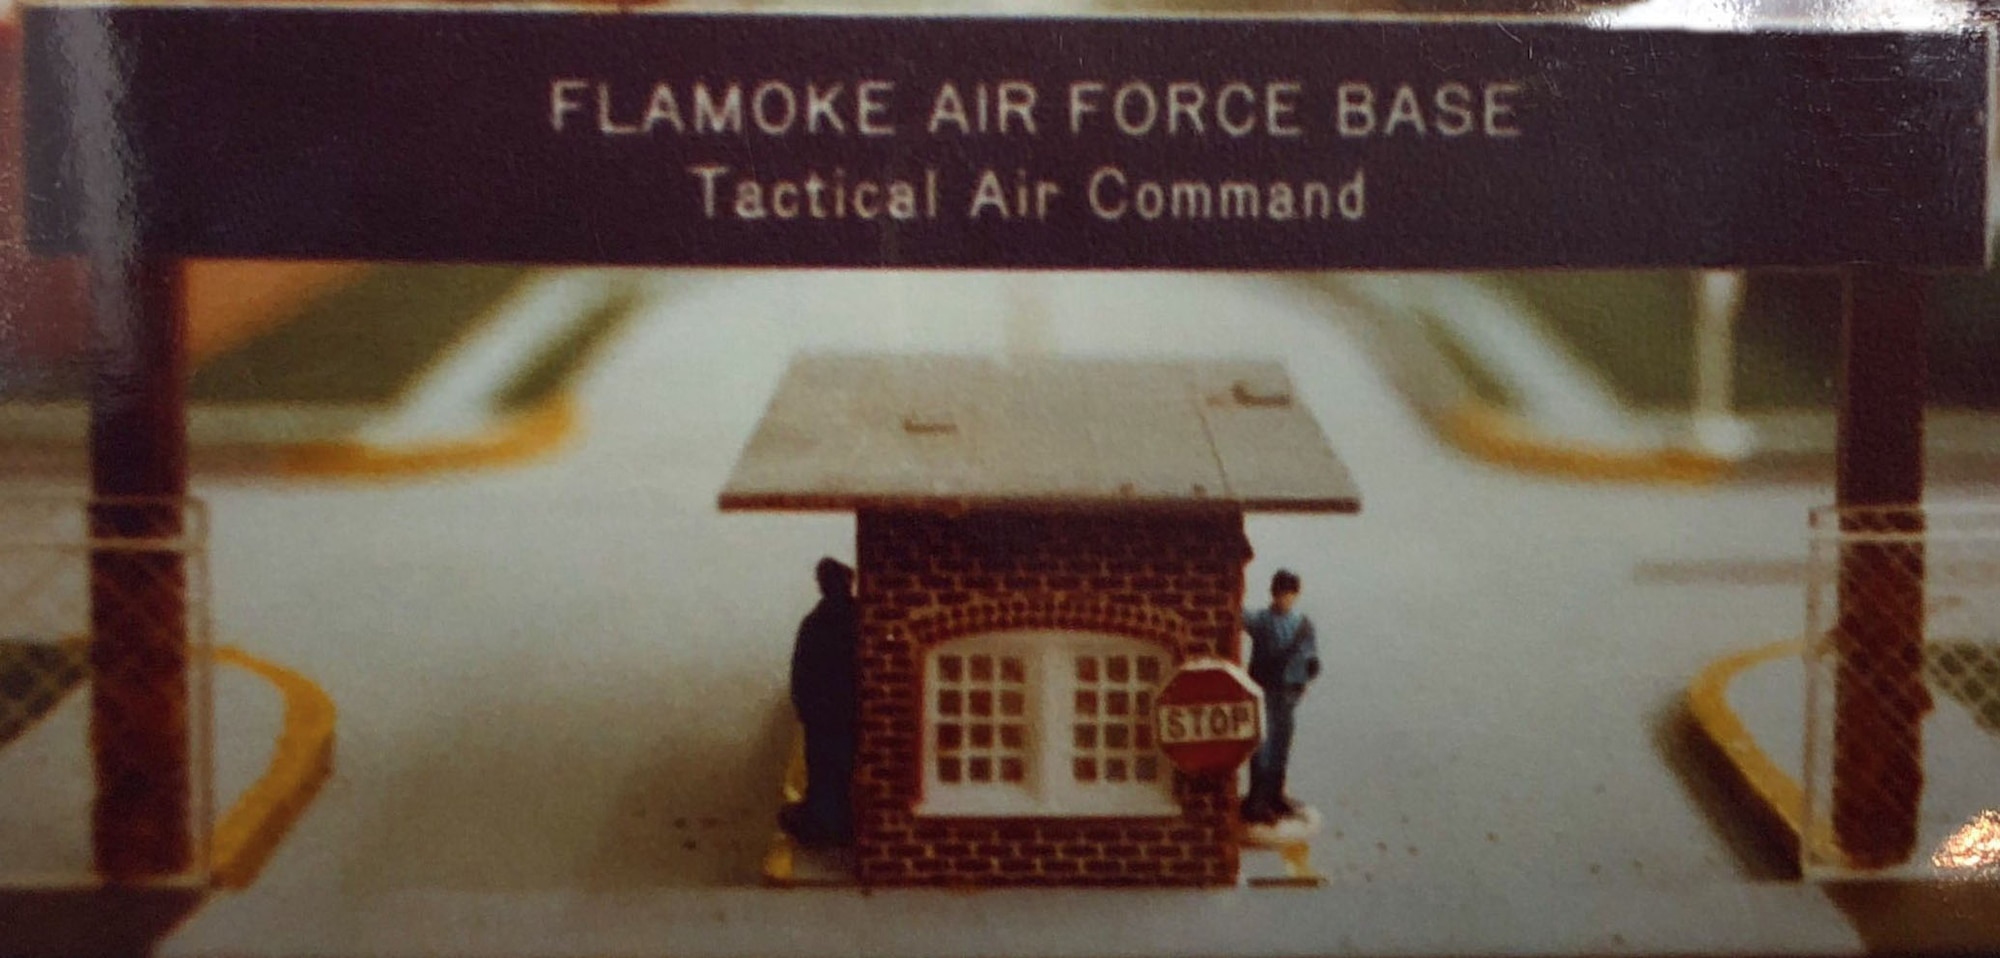 FLAMOKE AIR FORCE BASE
Tactical Air Command
STOP